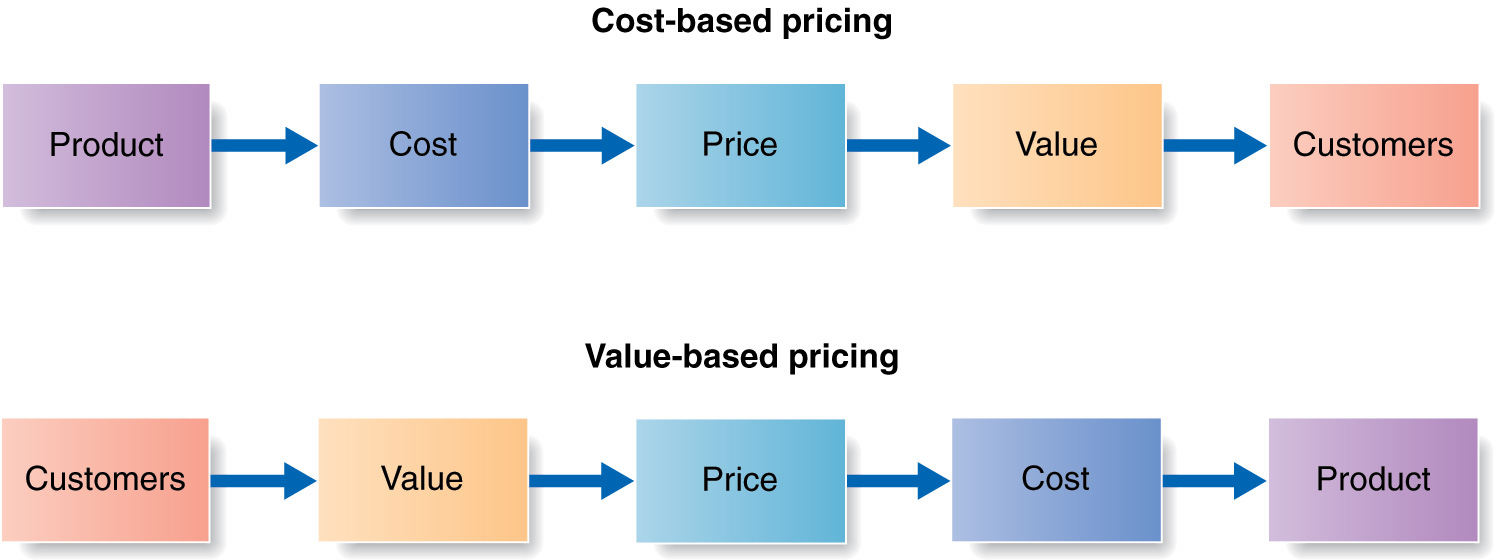 Cost-based pricing
Product Cost Price Value Customers
Value-based pricing
Customers Value Price Cost Product